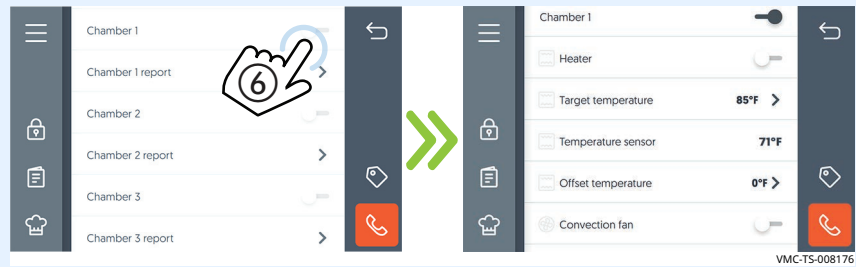 Chamber 1
Chamber 1 report
Chamber 2
Chamber 2 report
Chamber 3
Chamber 3 report
6
Chamber 1
Heater
Target temperature 85°F
Temperature sensor 71°F
Offset temperature 0°F
Convection fan
VMC-TS-008176